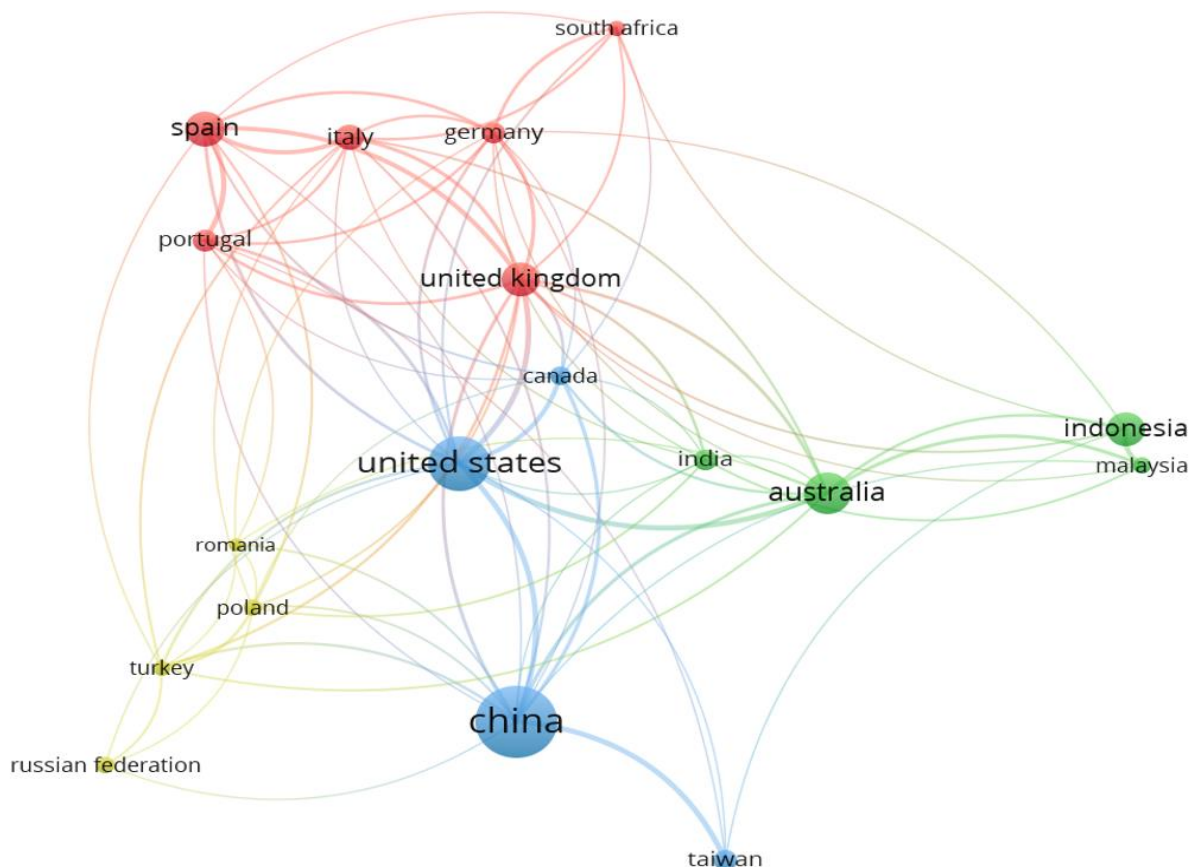 south africa
spain
italy
germany
portugal
united kingdom
canada
indonesia
united states
india
malaysia
australia
romania
poland
turkey
china
russian federation
taiwan